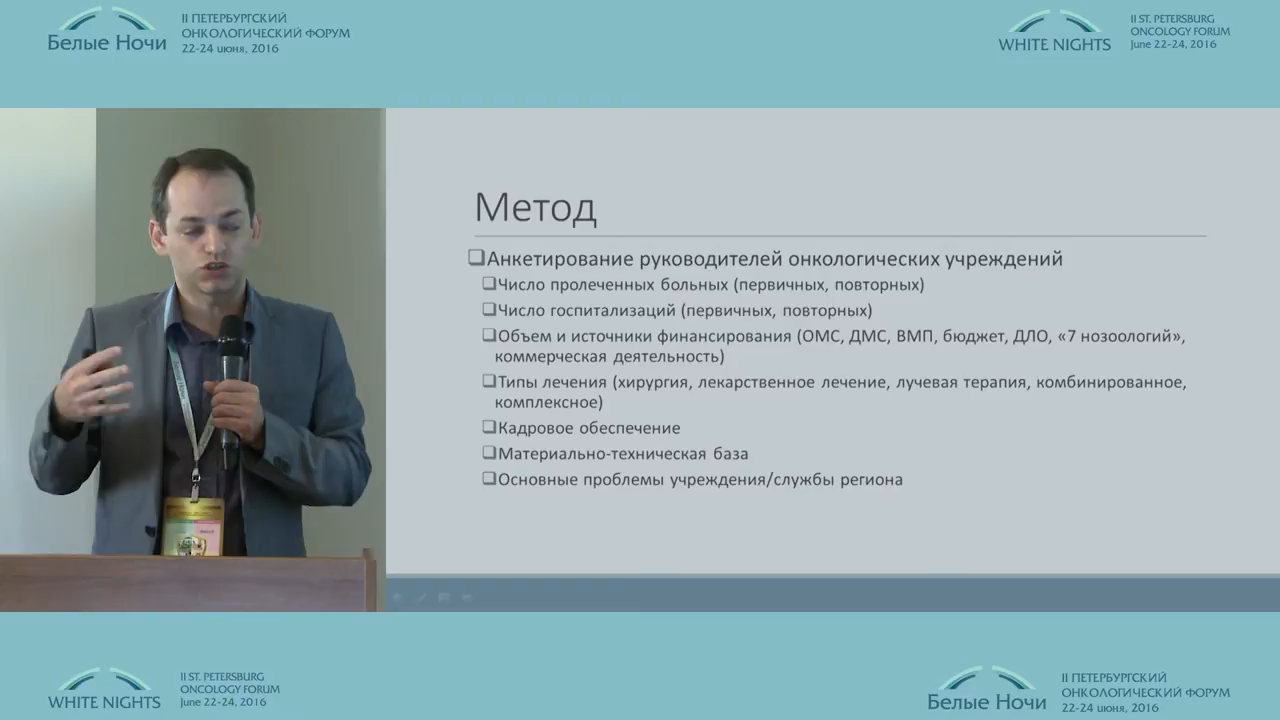 Белые Ночи
II ПЕТЕРБУРГСКИЙ
ОНКОЛОГИЧЕСКИЙ ФОРУМ
22-24 июня, 2016
WHITE NIGHTS
II ST. PETERSBURG
ONCOLOGY FORUM
June 22-24, 2016
Метод
Анкетирование руководителей онкологических учреждений
Число пролеченных больных (первичных, повторных)
Число госпитализаций (первичных, повторных)
Объем и источники финансирования (ОМС, ДМС, ВМП, бюджет, ДЛО, «7 нозоологий»,
коммерческая деятельность)
Типы лечения (хирургия, лекарственное лечение, лучевая терапия, комбинированное,
комплексное)
Кадровое обеспечение
Материально-техническая база
Основные проблемы учреждения/службы региона
WHITE NIGHTS
II ST. PETERSBURG
ONCOLOGY FORUM
June 22-24, 2016
Белые Ночи
II ПЕТЕРБУРГСКИЙ
ОНКОЛОГИЧЕСКИЙ ФОРУМ
22-24 июня, 2016